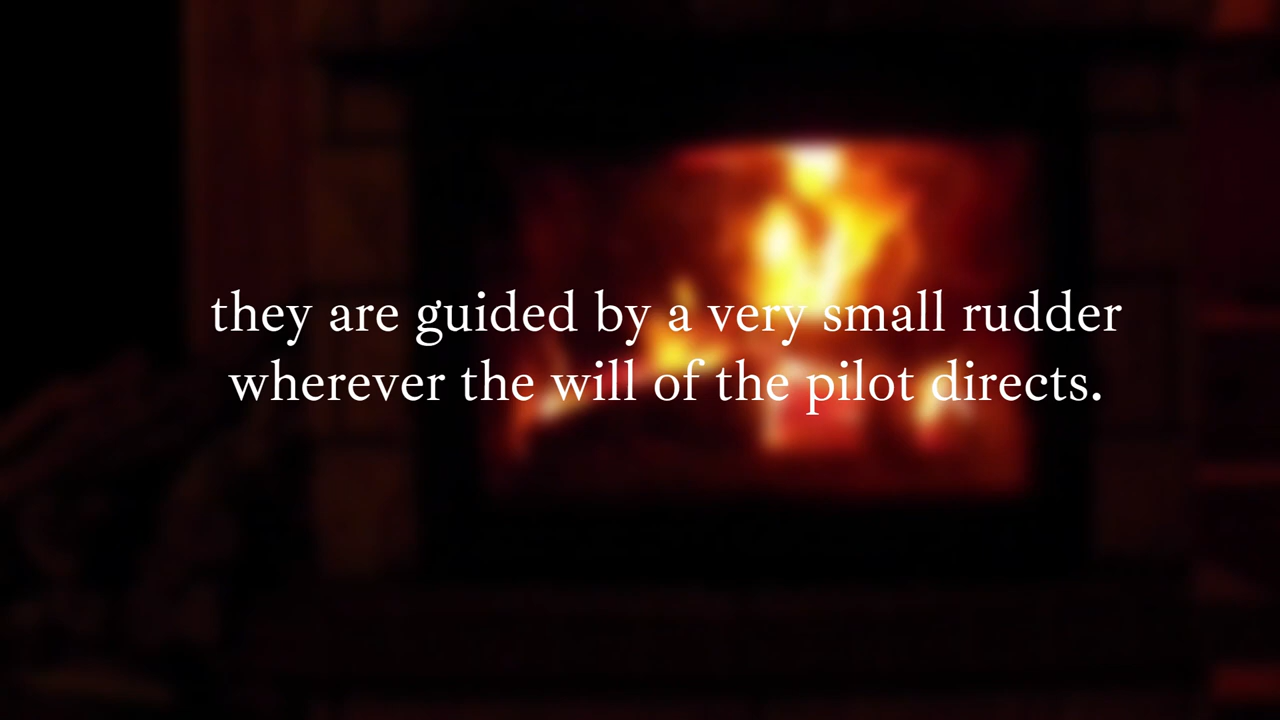 they are guided by a very small rudder
wherever the will of the pilot directs.